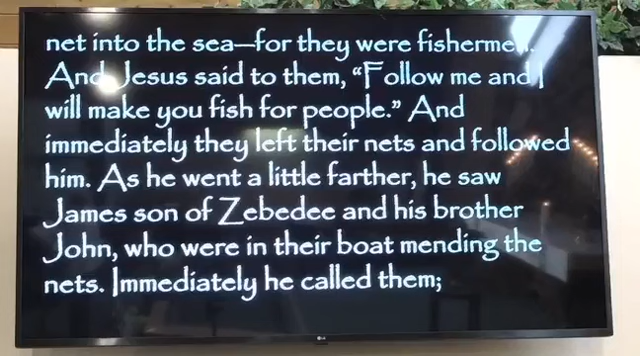 net into the sea—for they were fishermen.
And Jesus said to them, “Follow me and I
will make you fish for people.” And
immediately they left their nets and followed
him. As he went a little farther, he saw
James son of Zebedee and his brother
John, who were in their boat mending the
nets. Immediately he called them;
LG